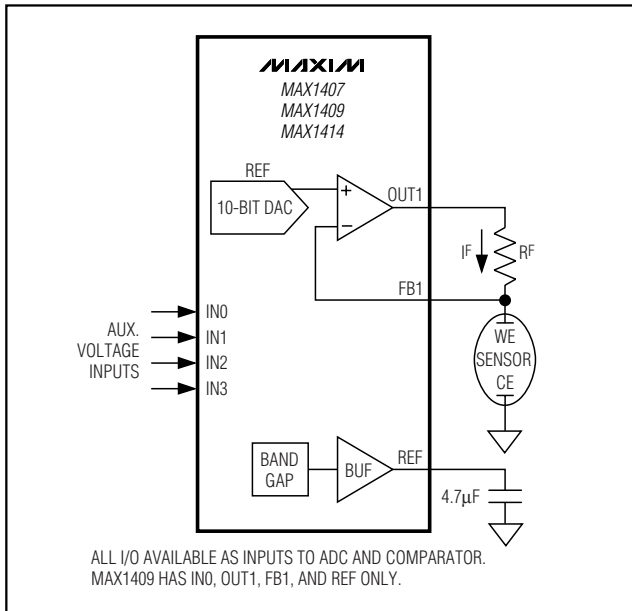 MAXIM
MAX1407
MAX1409
MAX1414
REF
10-BIT DAC
+
−
OUT1
IF
RF
FB1
AUX.
VOLTAGE
INPUTS
IN0
IN1
IN2
IN3
WE
SENSOR
CE
BAND
GAP
BUF
REF
4.7µF
ALL I/O AVAILABLE AS INPUTS TO ADC AND COMPARATOR.
MAX1409 HAS IN0, OUT1, FB1, AND REF ONLY.